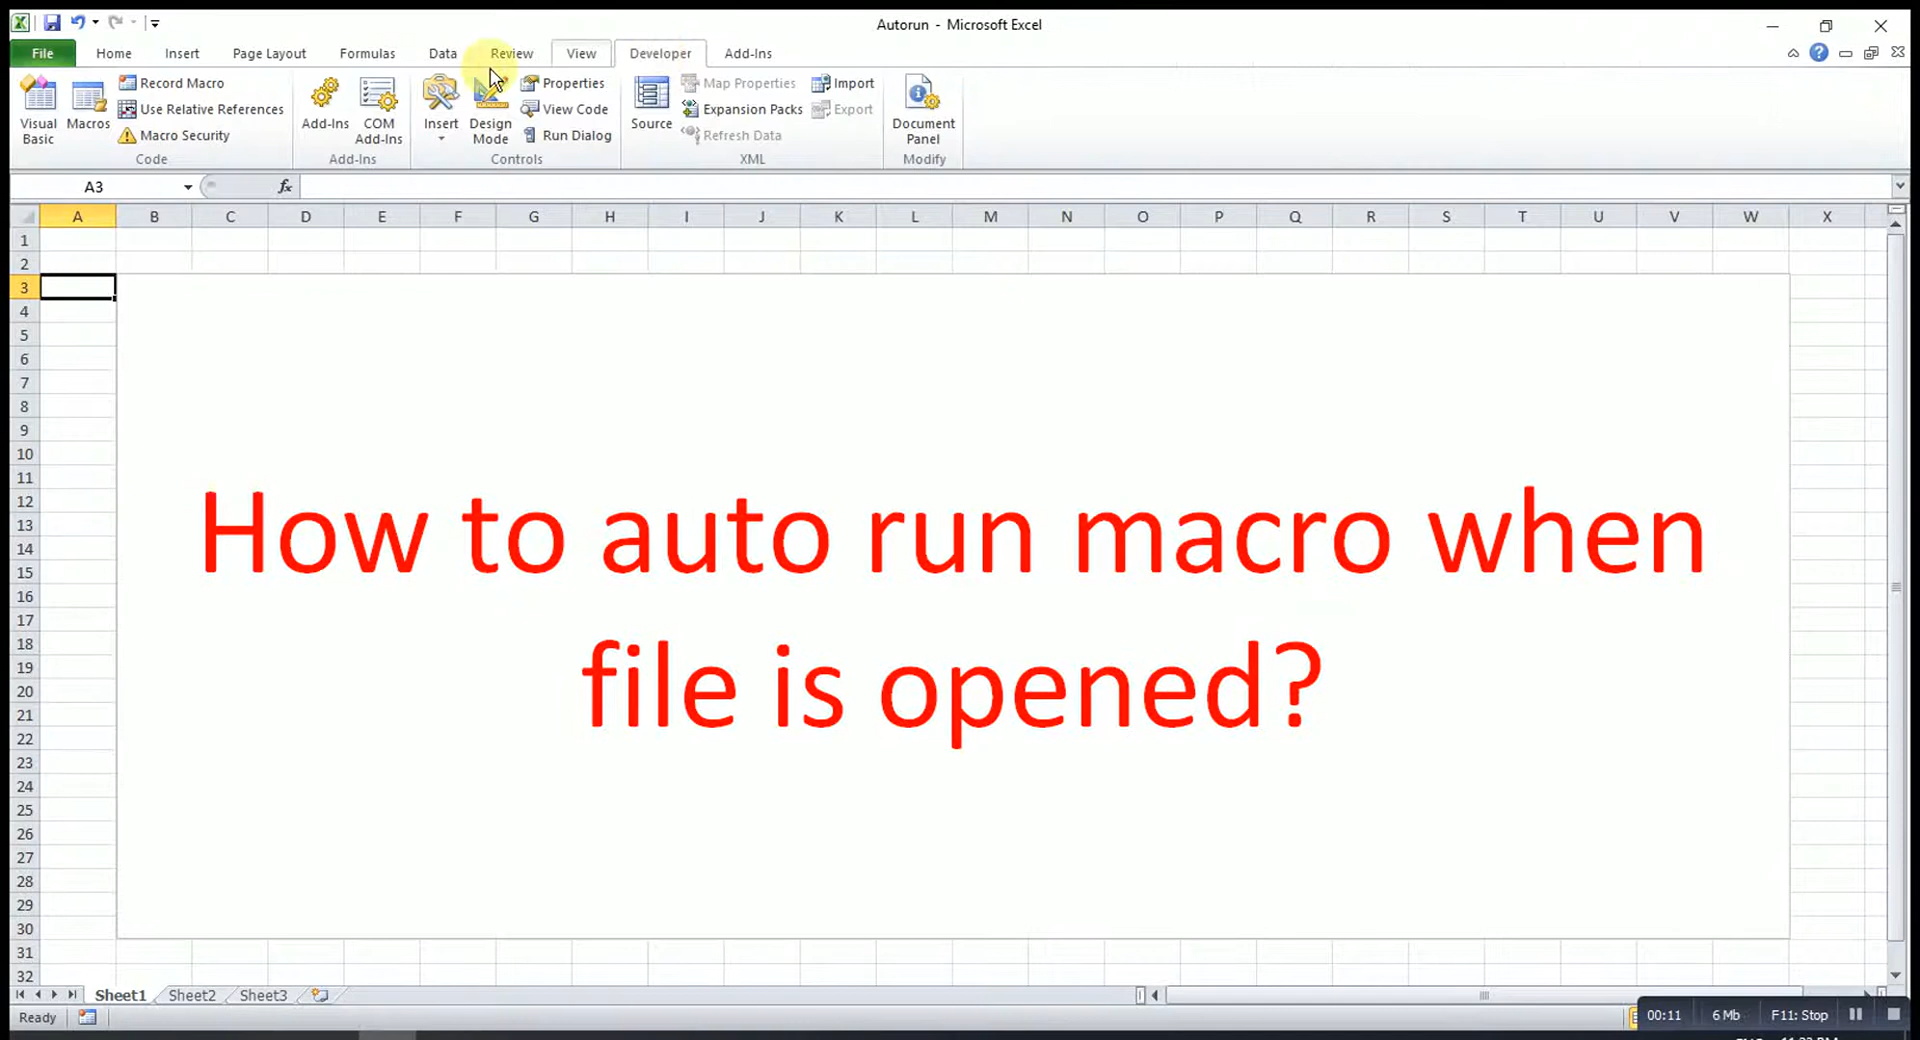 Autorun - Microsoft Excel
File Home Insert Page Layout Formulas Data Review View Developer Add-Ins
Visual Basic
Macros
Record Macro
Use Relative References
Macro Security
Code
Add-Ins
COM Add-Ins
Add-Ins
Insert
Design Mode
Properties
View Code
Run Dialog
Controls
Source
Map Properties
Expansion Packs
Refresh Data
Import
Export
XML
Document Panel
Modify
A3
fx
A B C D E F G H I J K L M N O P Q R S T U V W X
1
2
3
4
5
6
7
8
9
10
11
12
13
14
15
16
17
18
19
20
21
22
23
24
25
26
27
28
29
30
31
32
How to auto run macro when
file is opened?
Sheet1 Sheet2 Sheet3
Ready
00:11 6 Mb F11: Stop